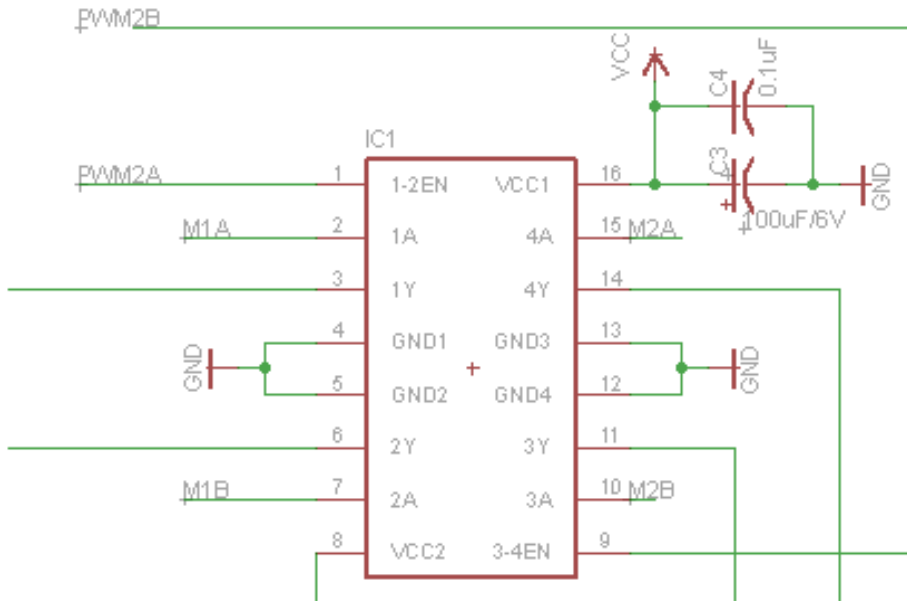 PWM2B
VCC
C4
0.1uF
IC1
C3
PWM2A
1
1-2EN
VCC1
16
GND
100uF/6V
M1A
2
1A
4A
15
M2A
3
1Y
4Y
14
4
GND1
GND3
13
GND
GND
5
GND2
GND4
12
6
2Y
3Y
11
M1B
7
2A
3A
10
M2B
8
VCC2
3-4EN
9